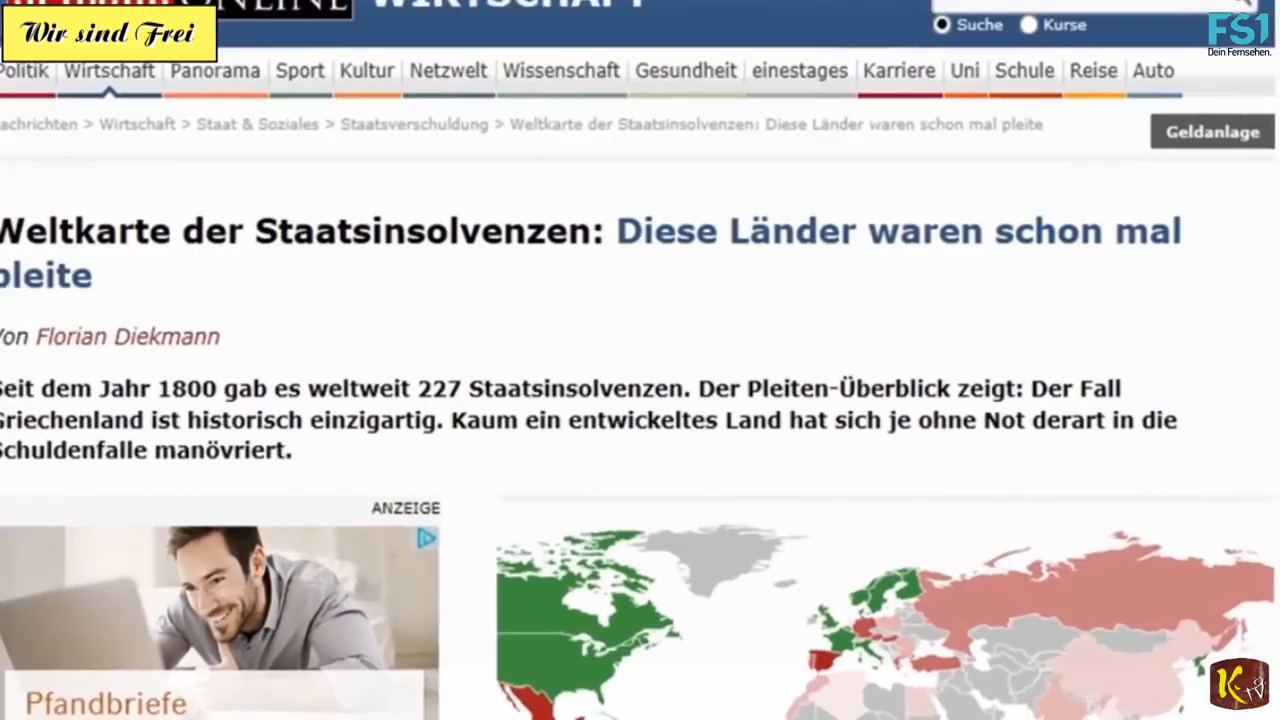 Wir sind Frei
ONLINE WIRTSCHAFT
FS1
Dein Fernsehen.
Suche Kurse
Politik Wirtschaft Panorama Sport Kultur Netzwelt Wissenschaft Gesundheit einestages Karriere Uni Schule Reise Auto
achrichten > Wirtschaft > Staat & Soziales > Staatsverschuldung > Weltkarte der Staatsinsolvenzen: Diese Länder waren schon mal pleite
Geldanlage
Weltkarte der Staatsinsolvenzen: Diese Länder waren schon mal
pleite
Von Florian Diekmann
Seit dem Jahr 1800 gab es weltweit 227 Staatsinsolvenzen. Der Pleiten-Überblick zeigt: Der Fall
Griechenland ist historisch einzigartig. Kaum ein entwickeltes Land hat sich je ohne Not derart in die
Schuldenfalle manövriert.
ANZEIGE
Pfandbriefe
K tv